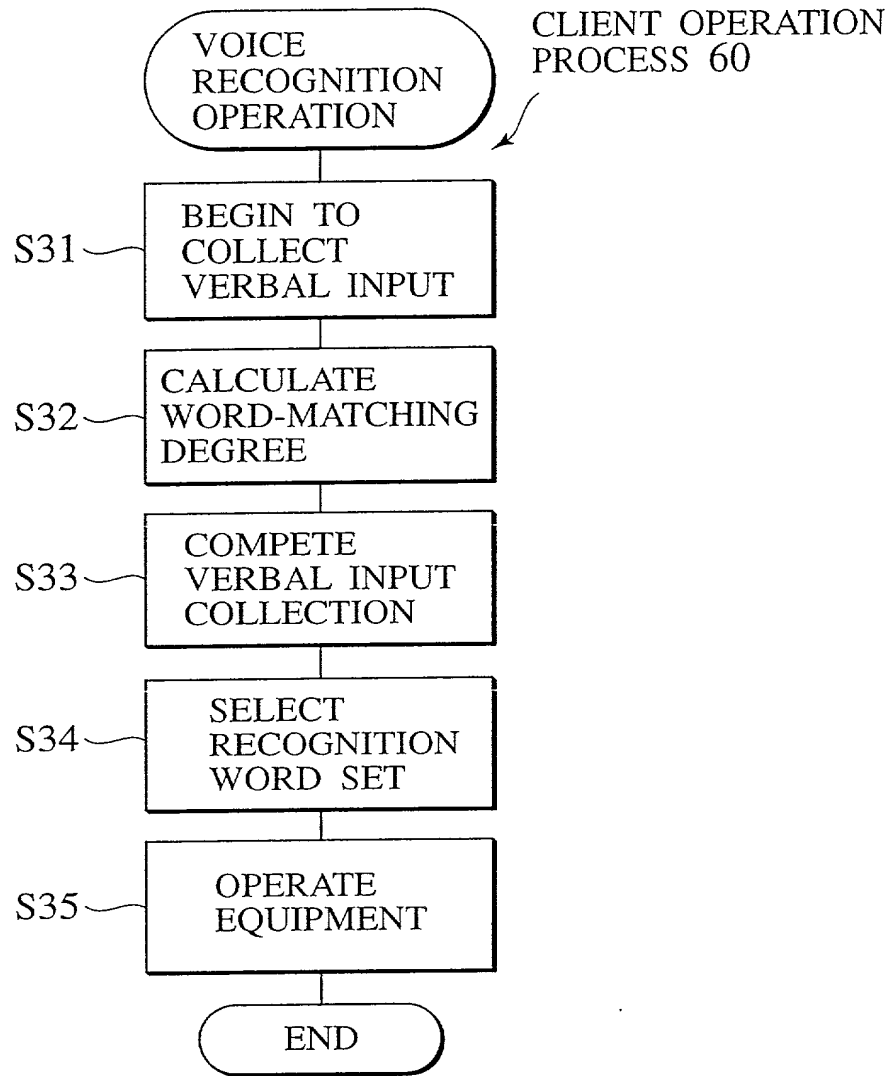 VOICE
RECOGNITION
OPERATION
CLIENT OPERATION
PROCESS 60
S31
BEGIN TO
COLLECT
VERBAL INPUT
S32
CALCULATE
WORD-MATCHING
DEGREE
S33
COMPETE
VERBAL INPUT
COLLECTION
S34
SELECT
RECOGNITION
WORD SET
S35
OPERATE
EQUIPMENT
END